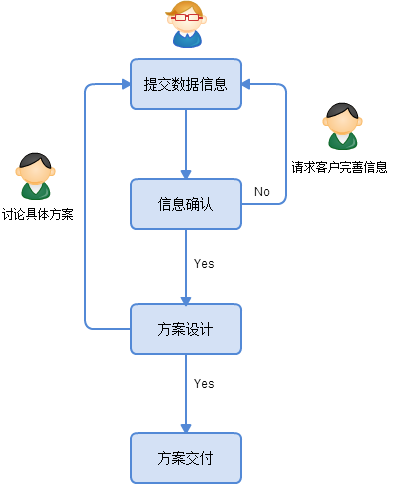 提交数据信息
请求客户完善信息
信息确认
No
讨论具体方案
Yes
方案设计
Yes
方案交付